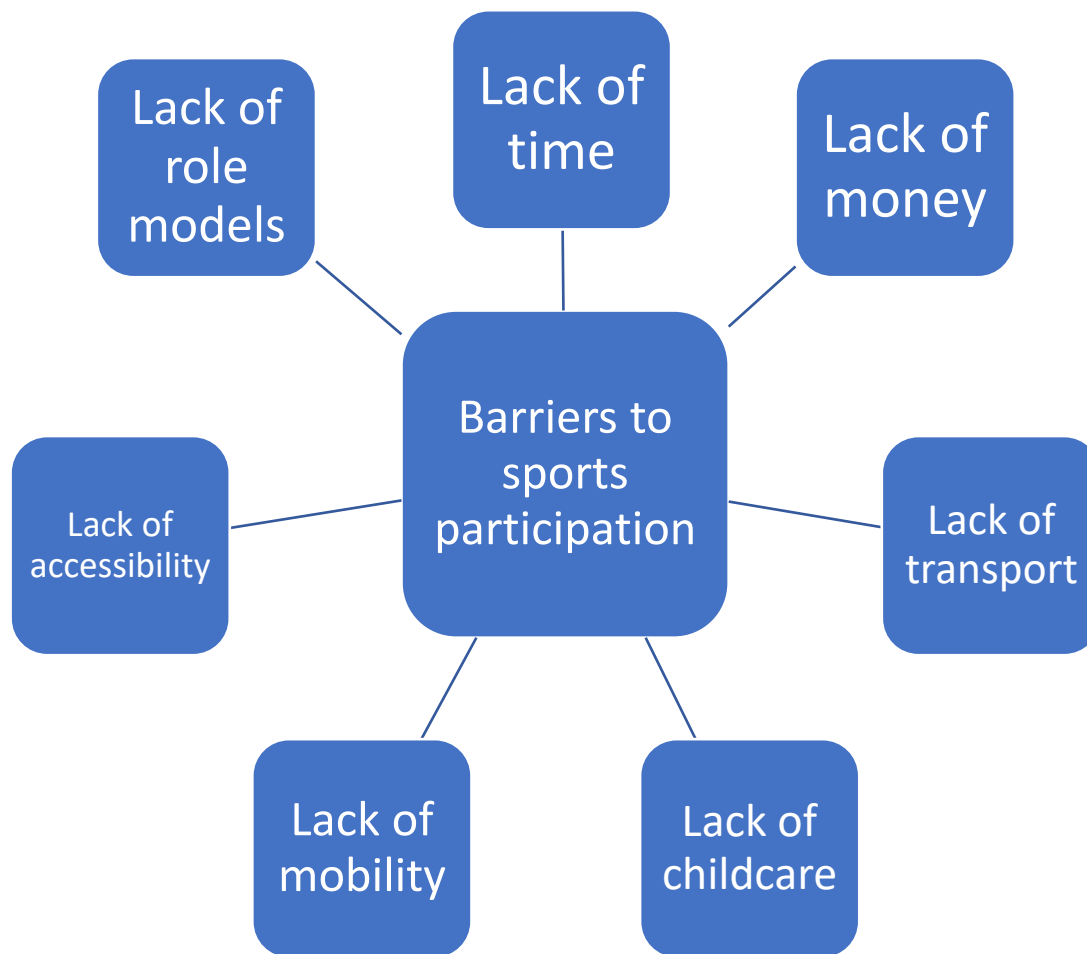 Lack of
time
Lack of
money
Lack of
transport
Lack of
childcare
Lack of
mobility
Lack of
accessibility
Lack of
role
models
Barriers to
sports
participation